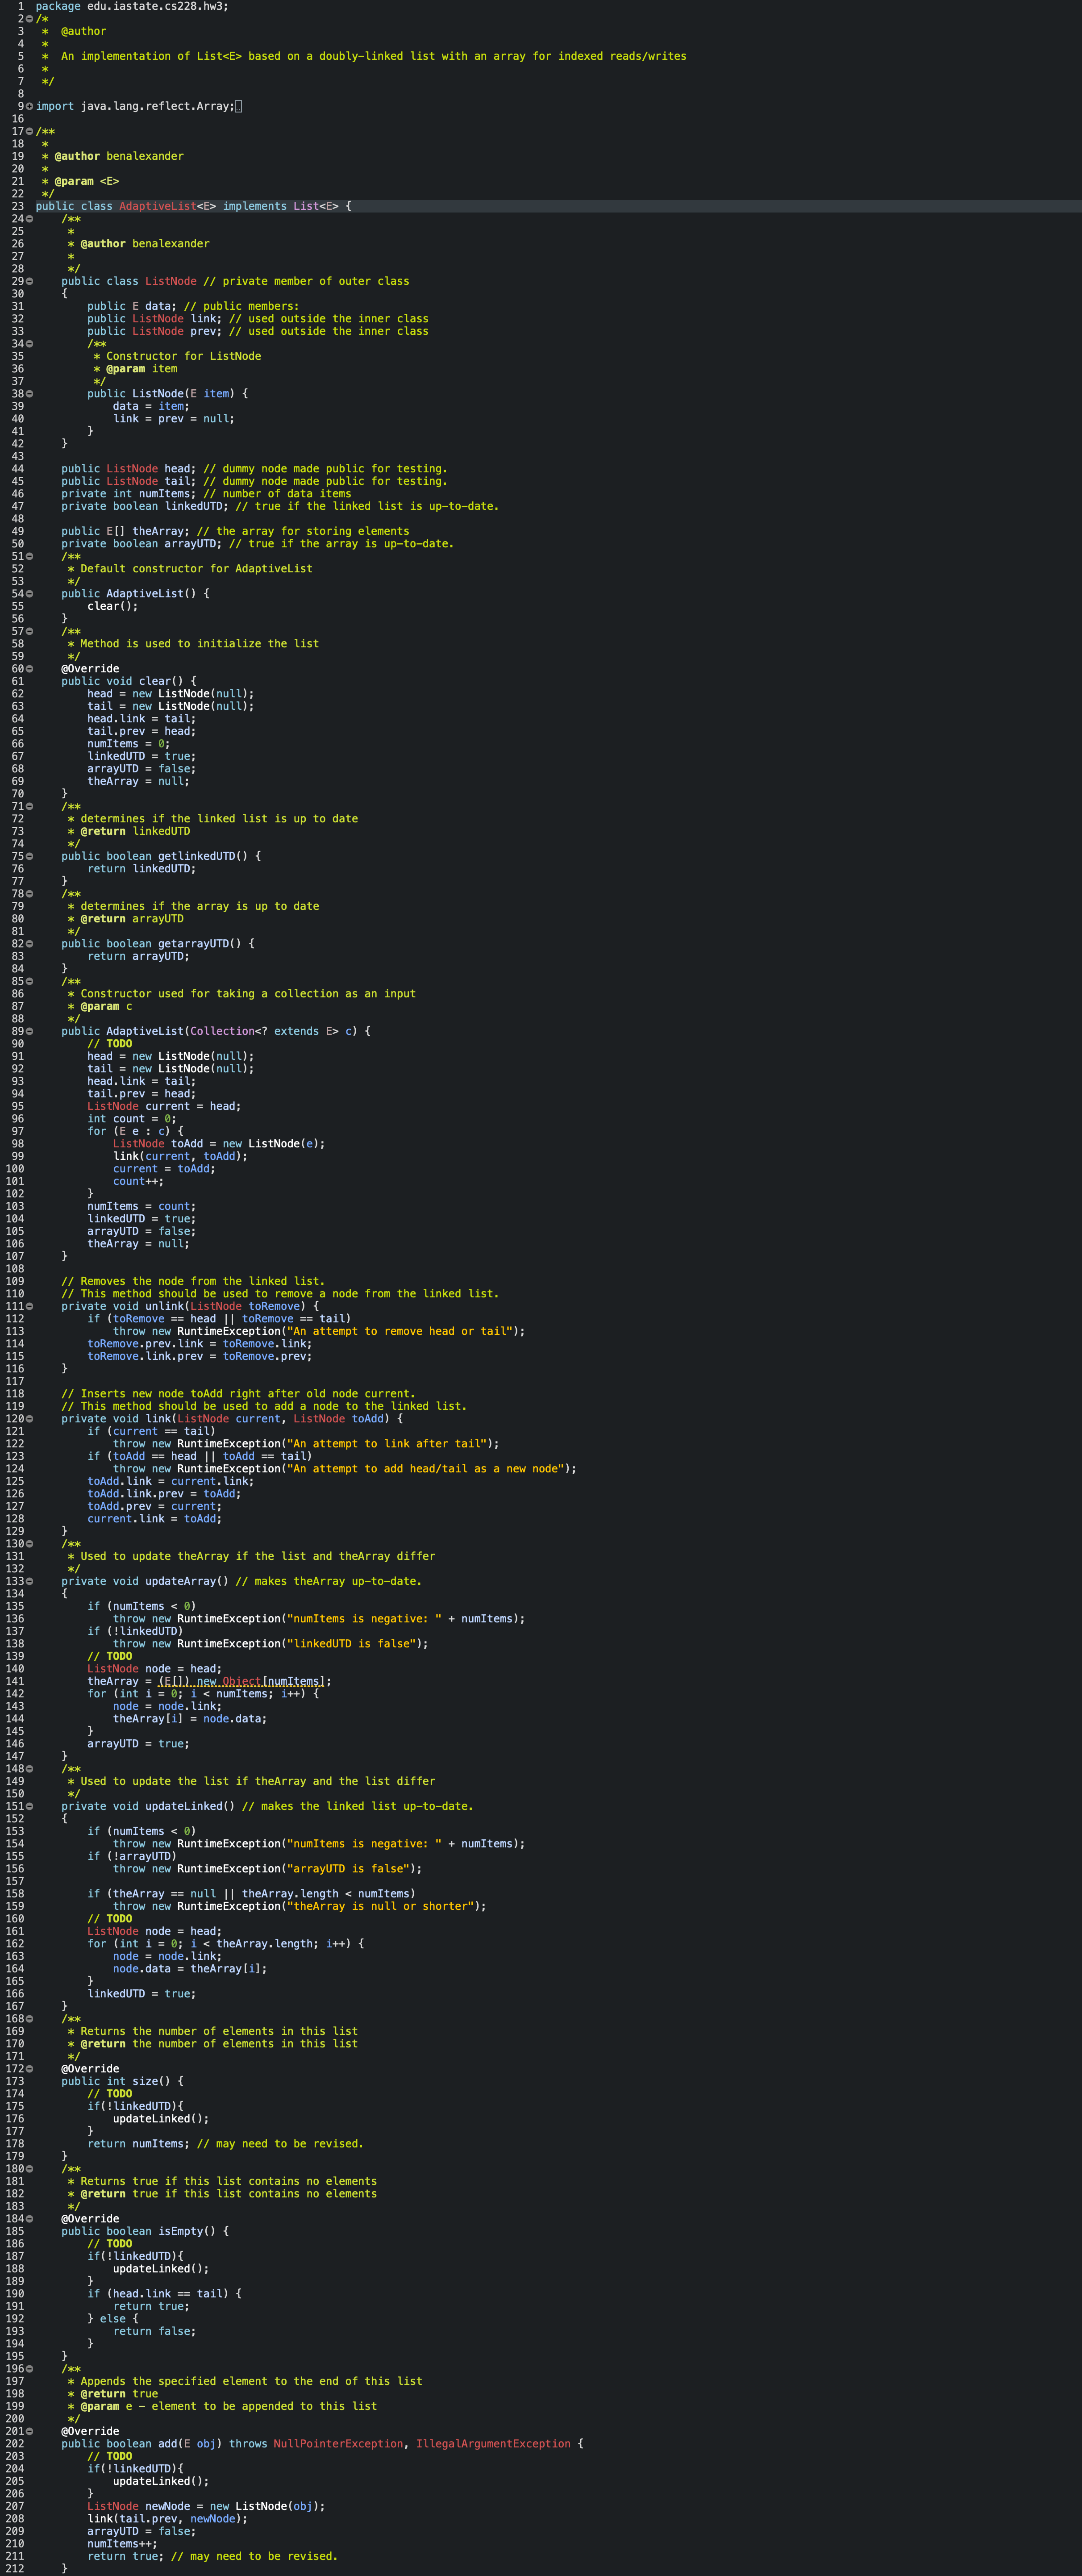 1 package edu.iastate.cs228.hw3;
2 /*
3  *  @author
4  *
5  *  An implementation of List<E> based on a doubly-linked list with an array for indexed reads/writes
6  *
7  */
8
9 import java.lang.reflect.Array;
16
17 /**
18  *
19  * @author benalexander
20  *
21  * @param <E>
22  */
23 public class AdaptiveList<E> implements List<E> {
24     /**
25      *
26      * @author benalexander
27      *
28      */
29     public class ListNode // private member of outer class
30     {
31         public E data; // public members:
32         public ListNode link; // used outside the inner class
33         public ListNode prev; // used outside the inner class
34         /**
35          * Constructor for ListNode
36          * @param item
37          */
38         public ListNode(E item) {
39             data = item;
40             link = prev = null;
41         }
42     }
43
44     public ListNode head; // dummy node made public for testing.
45     public ListNode tail; // dummy node made public for testing.
46     private int numItems; // number of data items
47     private boolean linkedUTD; // true if the linked list is up-to-date.
48
49     public E[] theArray; // the array for storing elements
50     private boolean arrayUTD; // true if the array is up-to-date.
51     /**
52      * Default constructor for AdaptiveList
53      */
54     public AdaptiveList() {
55         clear();
56     }
57     /**
58      * Method is used to initialize the list
59      */
60     @Override
61     public void clear() {
62         head = new ListNode(null);
63         tail = new ListNode(null);
64         head.link = tail;
65         tail.prev = head;
66         numItems = 0;
67         linkedUTD = true;
68         arrayUTD = false;
69         theArray = null;
70     }
71     /**
72      * determines if the linked list is up to date
73      * @return linkedUTD
74      */
75     public boolean getlinkedUTD() {
76         return linkedUTD;
77     }
78     /**
79      * determines if the array is up to date
80      * @return arrayUTD
81      */
82     public boolean getarrayUTD() {
83         return arrayUTD;
84     }
85     /**
86      * Constructor used for taking a collection as an input
87      * @param c
88      */
89     public AdaptiveList(Collection<? extends E> c) {
90         // TODO
91         head = new ListNode(null);
92         tail = new ListNode(null);
93         head.link = tail;
94         tail.prev = head;
95         ListNode current = head;
96         int count = 0;
97         for (E e : c) {
98             ListNode toAdd = new ListNode(e);
99             link(current, toAdd);
100             current = toAdd;
101             count++;
102         }
103         numItems = count;
104         linkedUTD = true;
105         arrayUTD = false;
106         theArray = null;
107     }
108
109     // Removes the node from the linked list.
110     // This method should be used to remove a node from the linked list.
111     private void unlink(ListNode toRemove) {
112         if (toRemove == head || toRemove == tail)
113             throw new RuntimeException("An attempt to remove head or tail");
114         toRemove.prev.link = toRemove.link;
115         toRemove.link.prev = toRemove.prev;
116     }
117
118     // Inserts new node toAdd right after old node current.
119     // This method should be used to add a node to the linked list.
120     private void link(ListNode current, ListNode toAdd) {
121         if (current == tail)
122             throw new RuntimeException("An attempt to link after tail");
123         if (toAdd == head || toAdd == tail)
124             throw new RuntimeException("An attempt to add head/tail as a new node");
125         toAdd.link = current.link;
126         toAdd.link.prev = toAdd;
127         toAdd.prev = current;
128         current.link = toAdd;
129     }
130     /**
131      * Used to update theArray if the list and theArray differ
132      */
133     private void updateArray() // makes theArray up-to-date.
134     {
135         if (numItems < 0)
136             throw new RuntimeException("numItems is negative: " + numItems);
137         if (!linkedUTD)
138             throw new RuntimeException("linkedUTD is false");
139         // TODO
140         ListNode node = head;
141         theArray = (E[]) new Object[numItems];
142         for (int i = 0; i < numItems; i++) {
143             node = node.link;
144             theArray[i] = node.data;
145         }
146         arrayUTD = true;
147     }
148     /**
149      * Used to update the list if theArray and the list differ
150      */
151     private void updateLinked() // makes the linked list up-to-date.
152     {
153         if (numItems < 0)
154             throw new RuntimeException("numItems is negative: " + numItems);
155         if (!arrayUTD)
156             throw new RuntimeException("arrayUTD is false");
157
158         if (theArray == null || theArray.length < numItems)
159             throw new RuntimeException("theArray is null or shorter");
160         // TODO
161         ListNode node = head;
162         for (int i = 0; i < theArray.length; i++) {
163             node = node.link;
164             node.data = theArray[i];
165         }
166         linkedUTD = true;
167     }
168     /**
169      * Returns the number of elements in this list
170      * @return the number of elements in this list
171      */
172     @Override
173     public int size() {
174         // TODO
175         if(!linkedUTD){
176             updateLinked();
177         }
178         return numItems; // may need to be revised.
179     }
180     /**
181      * Returns true if this list contains no elements
182      * @return true if this list contains no elements
183      */
184     @Override
185     public boolean isEmpty() {
186         // TODO
187         if(!linkedUTD){
188             updateLinked();
189         }
190         if (head.link == tail) {
191             return true;
192         } else {
193             return false;
194         }
195     }
196     /**
197      * Appends the specified element to the end of this list
198      * @return true
199      * @param e - element to be appended to this list
200      */
201     @Override
202     public boolean add(E obj) throws NullPointerException, IllegalArgumentException {
203         // TODO
204         if(!linkedUTD){
205             updateLinked();
206         }
207         ListNode newNode = new ListNode(obj);
208         link(tail.prev, newNode);
209         arrayUTD = false;
210         numItems++;
211         return true; // may need to be revised.
212     }